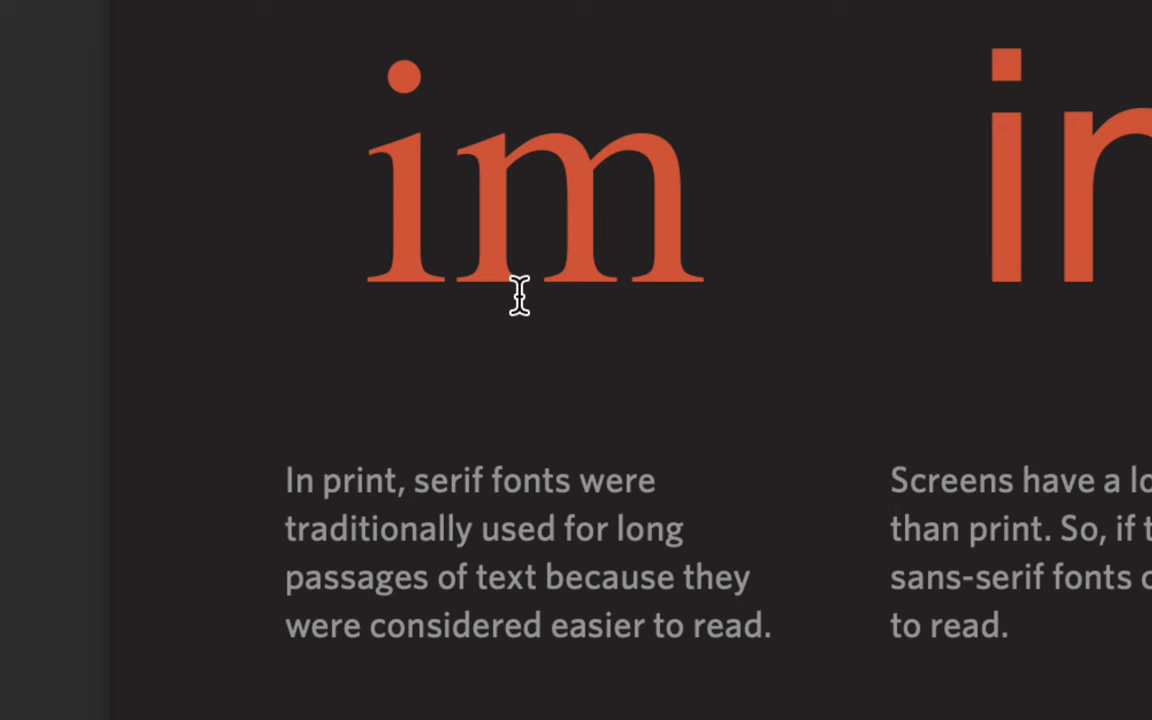 im
i
In print, serif fonts were
traditionally used for long
passages of text because they
were considered easier to read.
Screens have a
than print. So, if
sans-serif fonts
to read.